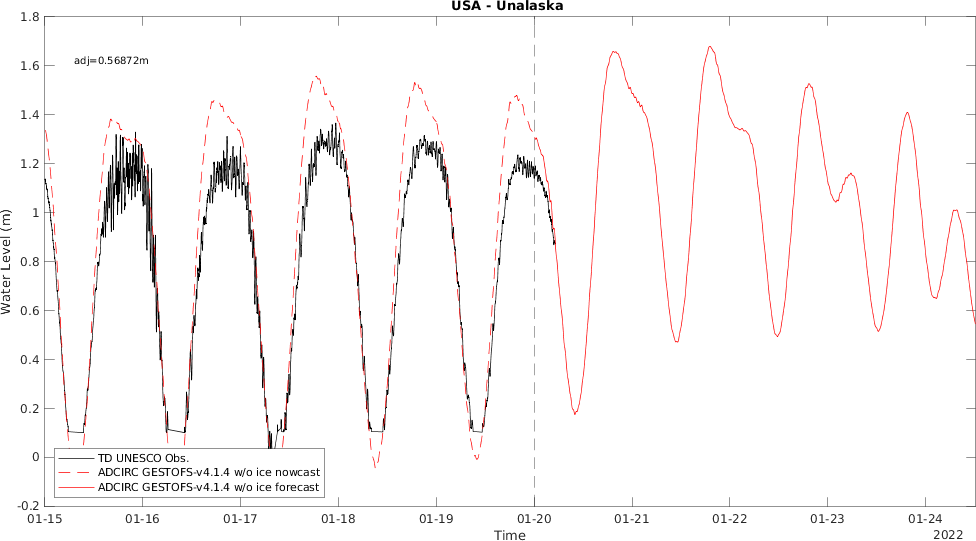 USA - Unalaska
adj=0.56872m
Water Level (m)
1.8
1.6
1.4
1.2
1
0.8
0.6
0.4
0.2
0
-0.2
TD UNESCO Obs.
ADCIRC GESTOFS-v4.1.4 w/o ice nowcast
ADCIRC GESTOFS-v4.1.4 w/o ice forecast
01-15 01-16 01-17 01-18 01-19 01-20 01-21 01-22 01-23 01-24
Time
2022